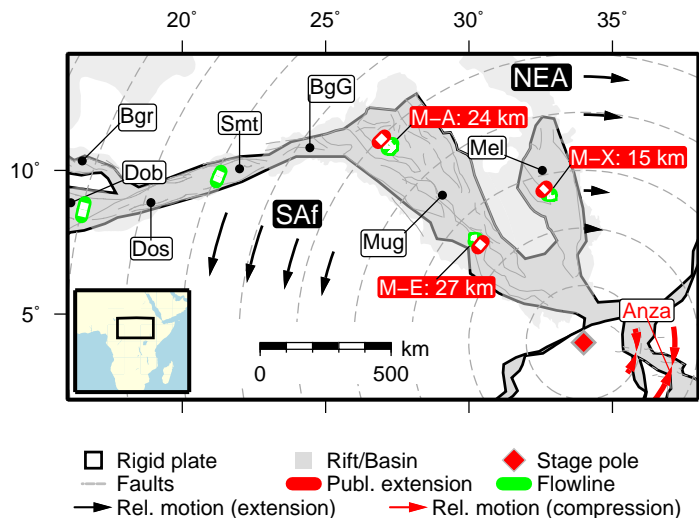 20° 25° 30° 35°
NEA
BgG
Bgr
Smt
M−A: 24 km
Mel
M−X: 15 km
10°
Dob
SAf
Dos
Mug
M−E: 27 km
5°
Anza
km
0 500
Rigid plate Rift/Basin Stage pole
Faults Publ. extension Flowline
Rel. motion (extension) Rel. motion (compression)